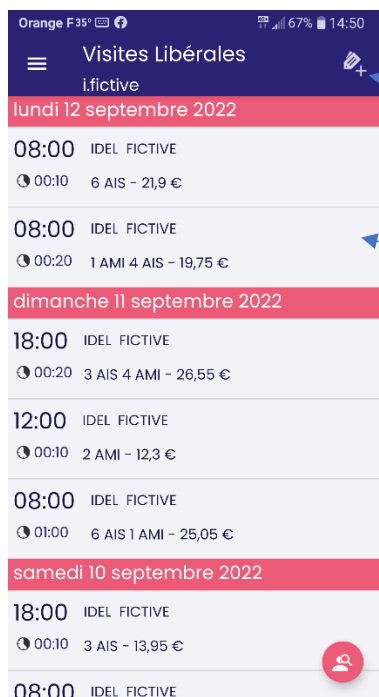 Orange F 35° 67% 14:50
Visites Libérales
i.fictive
lundi 12 septembre 2022
08:00 IDEL FICTIVE
00:10 6 AIS - 21,9 €
08:00 IDEL FICTIVE
00:20 1 AMI 4 AIS - 19,75 €
dimanche 11 septembre 2022
18:00 IDEL FICTIVE
00:20 3 AIS 4 AMI - 26,55 €
12:00 IDEL FICTIVE
00:10 2 AMI - 12,3 €
08:00 IDEL FICTIVE
01:00 6 AIS 1 AMI - 25,05 €
samedi 10 septembre 2022
18:00 IDEL FICTIVE
00:10 3 AIS - 13,95 €
08:00 IDEL FICTIVE